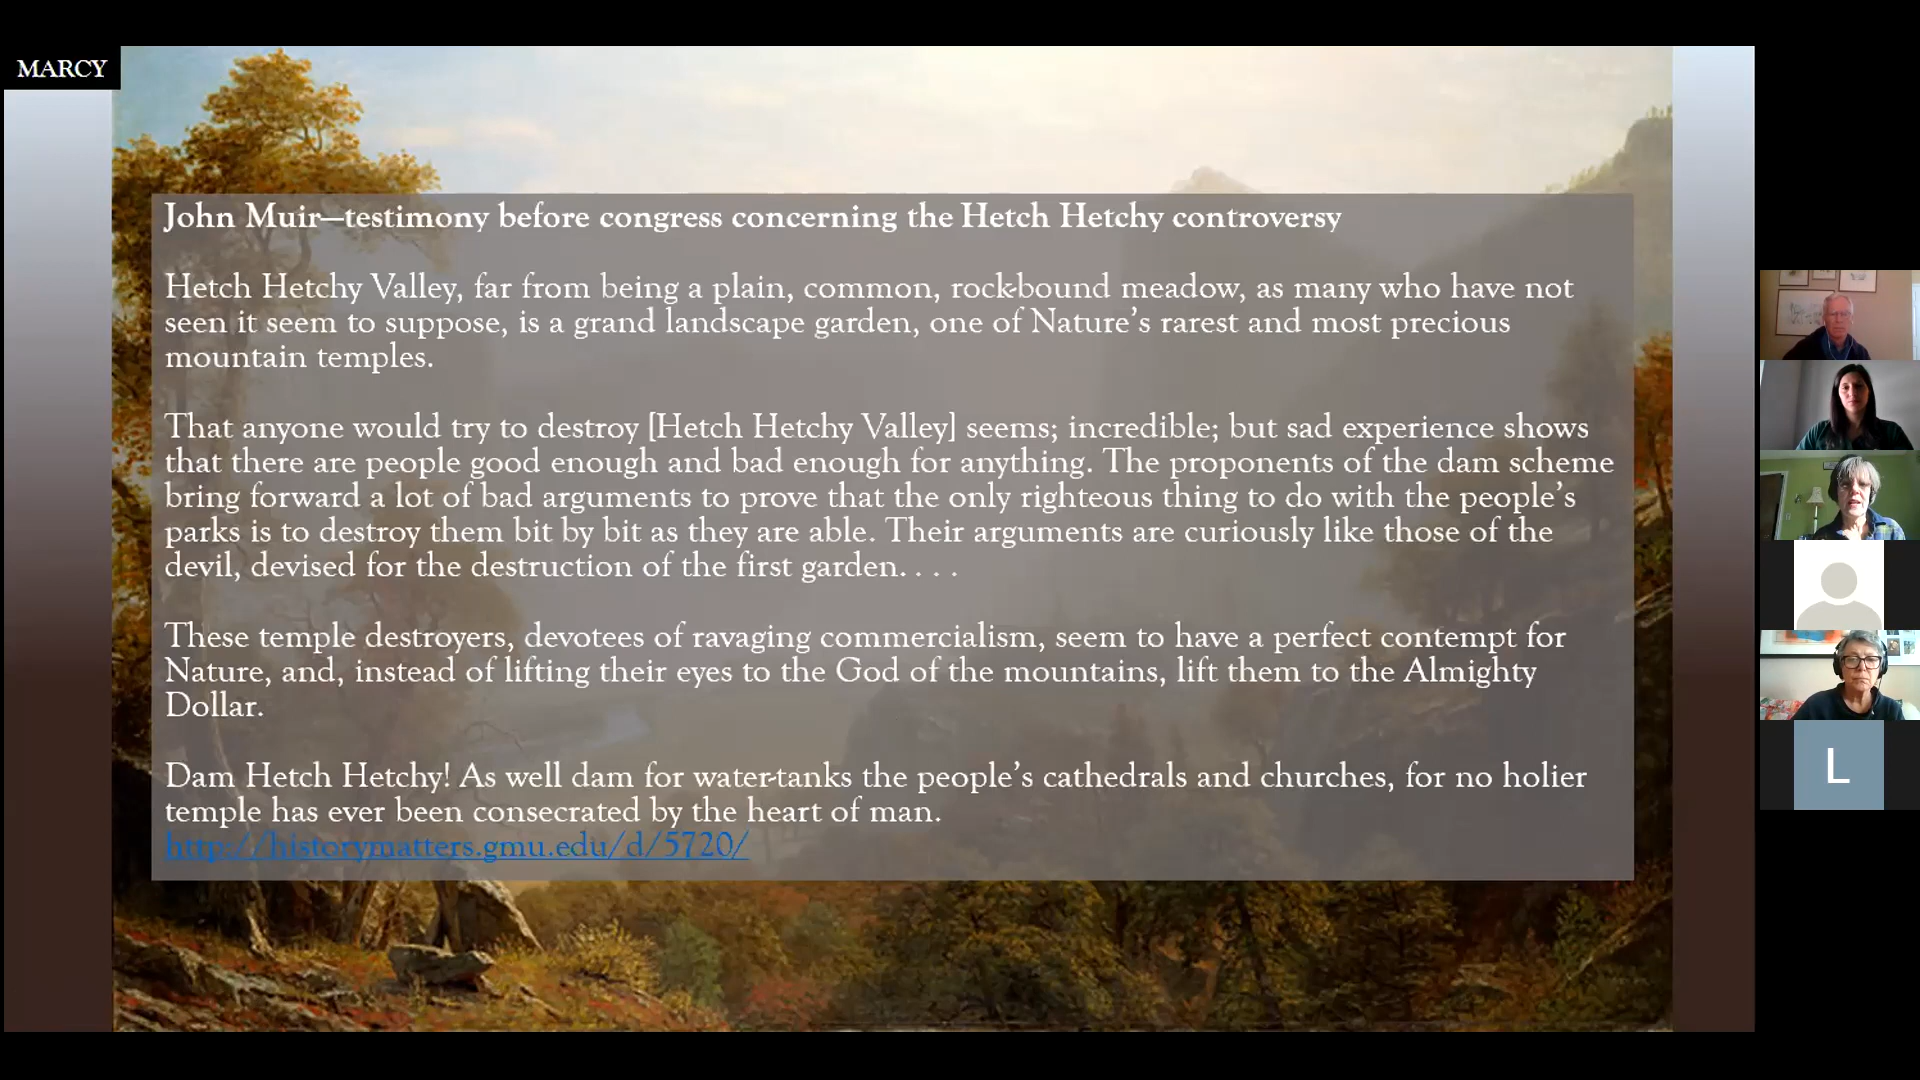 MARCY
John Muir—testimony before congress concerning the Hetch Hetchy controversy
Hetch Hetchy Valley, far from being a plain, common, rock-bound meadow, as many who have not
seen it seem to suppose, is a grand landscape garden, one of Nature’s rarest and most precious
mountain temples.
That anyone would try to destroy [Hetch Hetchy Valley] seems; incredible; but sad experience shows
that there are people good enough and bad enough for anything. The proponents of the dam scheme
bring forward a lot of bad arguments to prove that the only righteous thing to do with the people’s
parks is to destroy them bit by bit as they are able. Their arguments are curiously like those of the
devil, devised for the destruction of the first garden. . . .
These temple destroyers, devotees of ravaging commercialism, seem to have a perfect contempt for
Nature, and, instead of lifting their eyes to the God of the mountains, lift them to the Almighty
Dollar.
Dam Hetch Hetchy! As well dam for water-tanks the people’s cathedrals and churches, for no holier
temple has ever been consecrated by the heart of man.
http://historymatters.gmu.edu/d/5720/
L